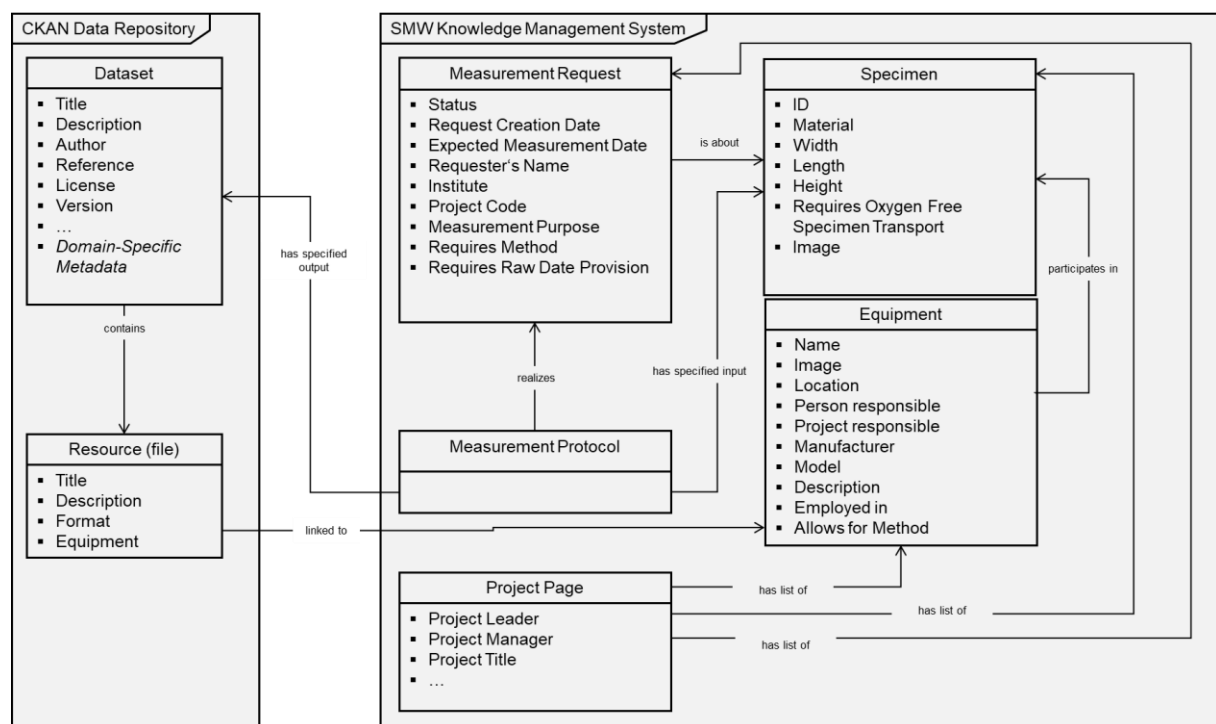 CKAN Data Repository
Dataset
▪ Title
▪ Description
▪ Author
▪ Reference
▪ License
▪ Version
▪ …
▪ Domain-Specific
Metadata
contains
Resource (file)
▪ Title
▪ Description
▪ Format
▪ Equipment
has specified
output
linked to
SMW Knowledge Management System
Measurement Request
▪ Status
▪ Request Creation Date
▪ Expected Measurement Date
▪ Requester‘s Name
▪ Institute
▪ Project Code
▪ Measurement Purpose
▪ Requires Method
▪ Requires Raw Date Provision
is about
realizes
has specified input
Measurement Protocol
Specimen
▪ ID
▪ Material
▪ Width
▪ Length
▪ Height
▪ Requires Oxygen Free
Specimen Transport
▪ Image
participates in
Equipment
▪ Name
▪ Image
▪ Location
▪ Person responsible
▪ Project responsible
▪ Manufacturer
▪ Model
▪ Description
▪ Employed in
▪ Allows for Method
Project Page
▪ Project Leader
▪ Project Manager
▪ Project Title
▪ …
has list of
has list of
has list of